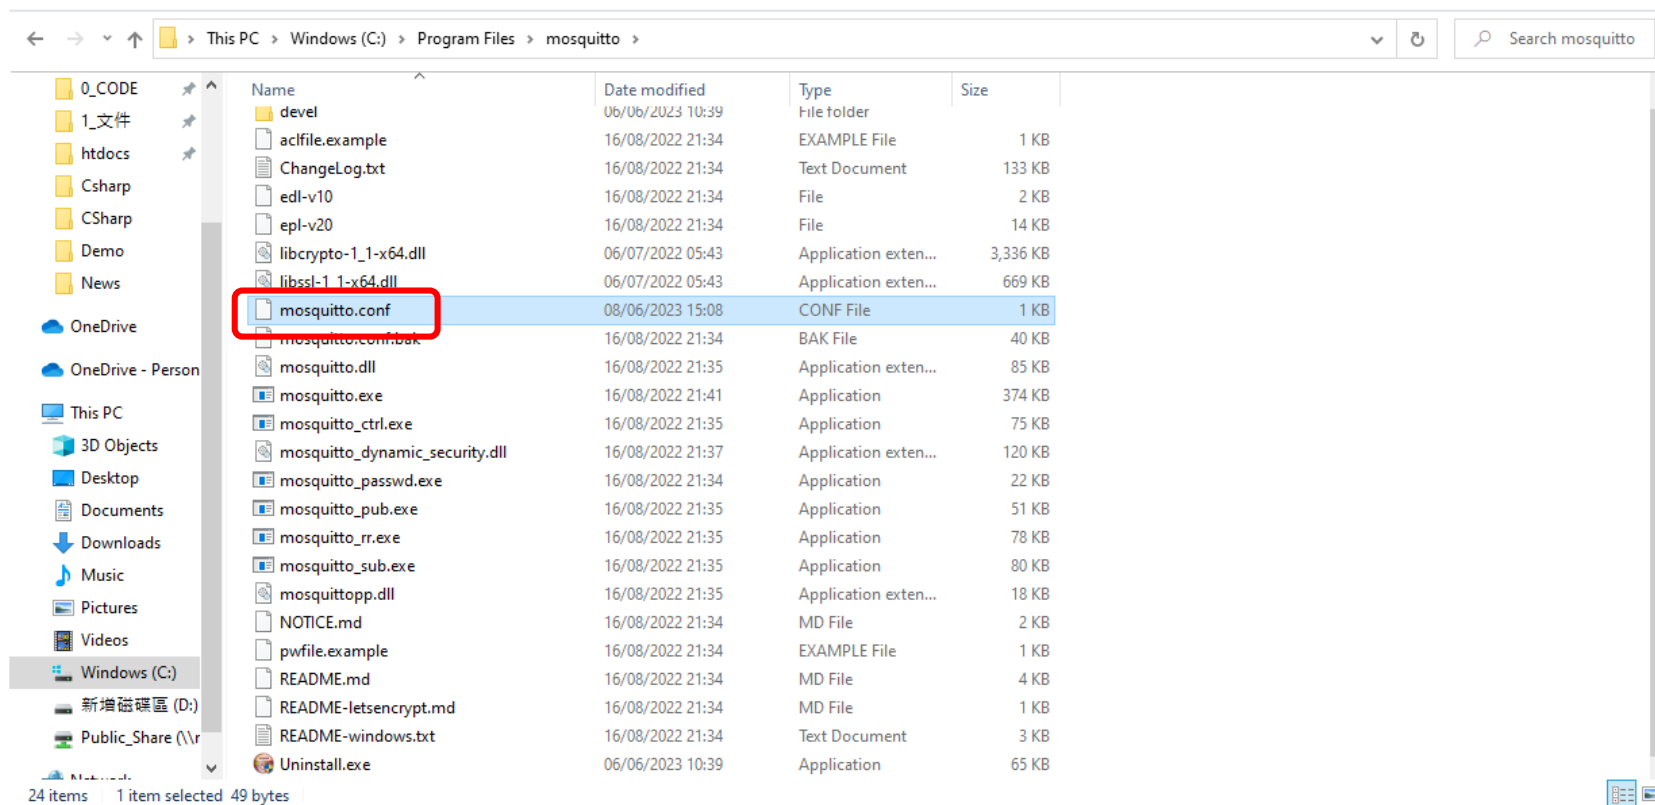 This PC > Windows (C:) > Program Files > mosquitto >
Search mosquitto
0_CODE
1_文件
htdocs
Csharp
CSharp
Demo
News
OneDrive
OneDrive - Person
This PC
3D Objects
Desktop
Documents
Downloads
Music
Pictures
Videos
Windows (C:)
新增磁碟區 (D:)
Public_Share (\\r
Network
Name Date modified Type Size
devel 06/06/2023 10:39 File folder
aclfile.example 16/08/2022 21:34 EXAMPLE File 1 KB
ChangeLog.txt 16/08/2022 21:34 Text Document 133 KB
edl-v10 16/08/2022 21:34 File 2 KB
epl-v20 16/08/2022 21:34 File 14 KB
libcrypto-1_1-x64.dll 06/07/2022 05:43 Application exten... 3,336 KB
libssl-1_1-x64.dll 06/07/2022 05:43 Application exten... 669 KB
mosquitto.conf 08/06/2023 15:08 CONF File 1 KB
mosquitto.conf.bak 16/08/2022 21:34 BAK File 40 KB
mosquitto.dll 16/08/2022 21:35 Application exten... 85 KB
mosquitto.exe 16/08/2022 21:41 Application 374 KB
mosquitto_ctrl.exe 16/08/2022 21:35 Application 75 KB
mosquitto_dynamic_security.dll 16/08/2022 21:37 Application exten... 120 KB
mosquitto_passwd.exe 16/08/2022 21:34 Application 22 KB
mosquitto_pub.exe 16/08/2022 21:35 Application 51 KB
mosquitto_rr.exe 16/08/2022 21:35 Application 78 KB
mosquitto_sub.exe 16/08/2022 21:35 Application 80 KB
mosquittopp.dll 16/08/2022 21:35 Application exten... 18 KB
NOTICE.md 16/08/2022 21:34 MD File 2 KB
pwfile.example 16/08/2022 21:34 EXAMPLE File 1 KB
README.md 16/08/2022 21:34 MD File 4 KB
README-letsencrypt.md 16/08/2022 21:34 MD File 1 KB
README-windows.txt 16/08/2022 21:34 Text Document 3 KB
Uninstall.exe 06/06/2023 10:39 Application 65 KB
24 items 1 item selected 49 bytes